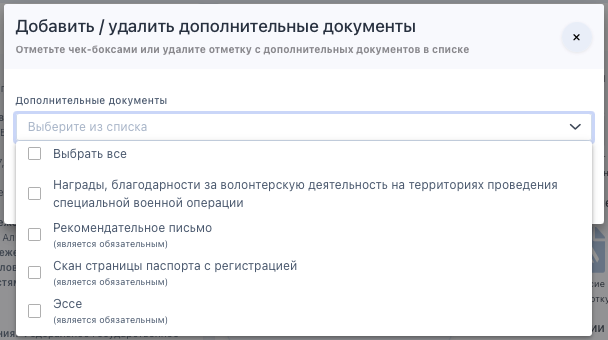 Добавить / удалить дополнительные документы
Отметьте чек-боксами или удалите отметку с дополнительных документов в списке
Дополнительные документы
Выберите из списка
Выбрать все
Награды, благодарности за волонтерскую деятельность на территориях проведения
специальной военной операции
Рекомендательное письмо
(является обязательным)
Скан страницы паспорта с регистрацией
(является обязательным)
Эссе
(является обязательным)